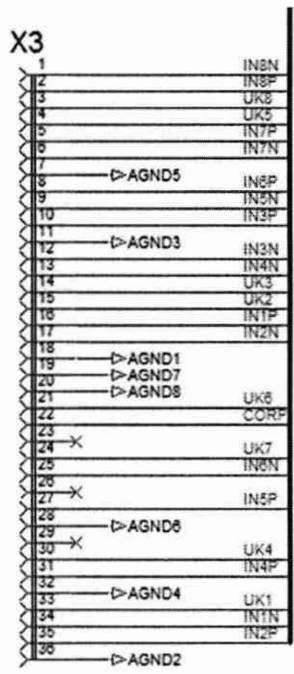 X3
1 IN8N
2 IN8P
3 UK8
4 UK5
5 IN7P
6 IN7N
7 AGND5
8 IN6P
9 IN5N
10 IN3P
11 AGND3
12 IN3N
13 IN4N
14 UK3
15 UK2
16 IN1P
17 IN2N
18 AGND1
19 AGND7
20 AGND8
21 UK6
22 CORP
23
24 UK7
25 IN6N
26
27 IN5P
28 AGND6
29
30 UK4
31 IN4P
32 AGND4
33 UK1
34 IN1N
35 IN2P
36 AGND2